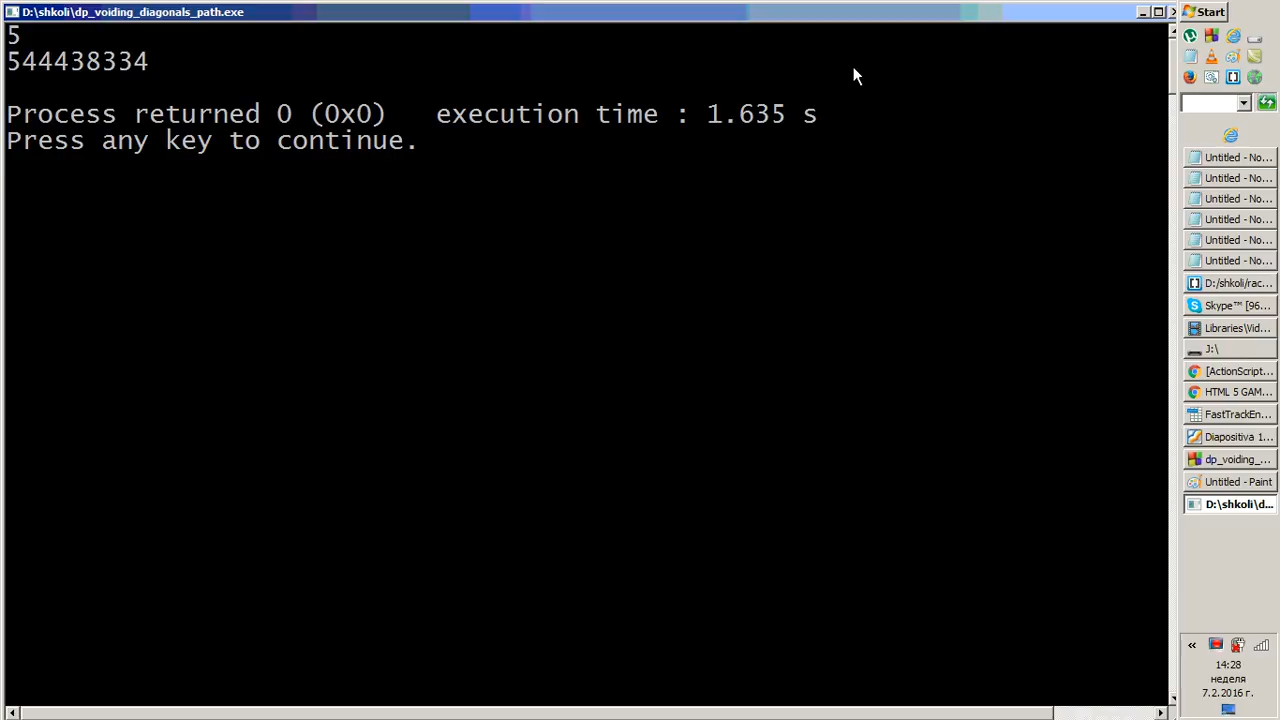 D:\shkoli\dp_voiding_diagonals_path.exe
5
544438334
Process returned 0 (0x0)   execution time : 1.635 s
Press any key to continue.
Start
Untitled - No...
Untitled - No...
Untitled - No...
Untitled - No...
Untitled - No...
Untitled - No...
D:/shkoli/rac...
Skype™ [96...
Libraries\Vid...
J:\
[ActionScript...
HTML 5 GAM...
FastTrackEn...
Diapositiva 1...
dp_voiding_...
Untitled - Paint
D:\shkoli\d...
«
14:28
неделя
7.2.2016 г.